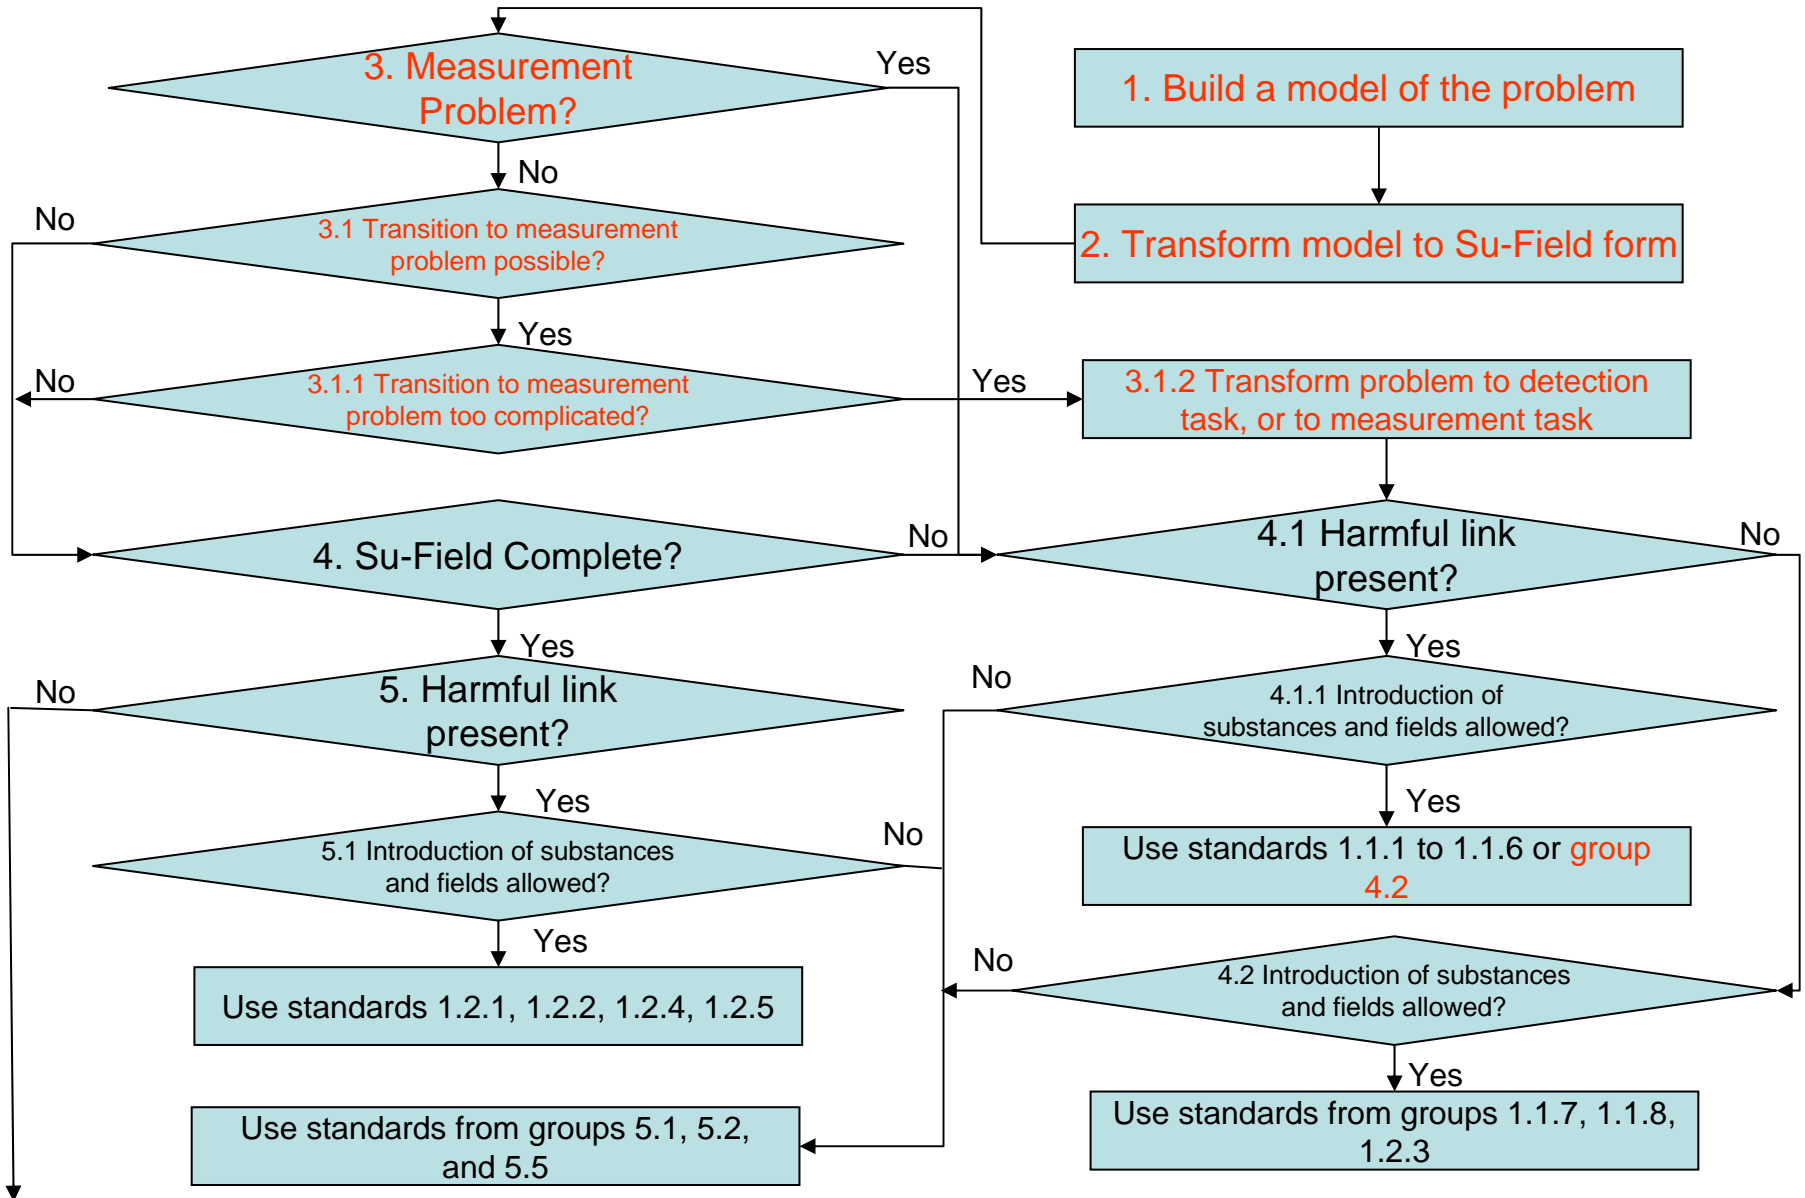 3. Measurement
Problem?
Yes
1. Build a model of the problem
No
2. Transform model to Su-Field form
No
3.1 Transition to measurement
problem possible?
Yes
No
3.1.1 Transition to measurement
problem too complicated?
Yes
3.1.2 Transform problem to detection
task, or to measurement task
4. Su-Field Complete?
No
4.1 Harmful link
present?
No
Yes
Yes
No
5. Harmful link
present?
No
4.1.1 Introduction of
substances and fields allowed?
Yes
Yes
5.1 Introduction of substances
and fields allowed?
No
Use standards 1.1.1 to 1.1.6 or group
4.2
Yes
Use standards 1.2.1, 1.2.2, 1.2.4, 1.2.5
No
4.2 Introduction of substances
and fields allowed?
Yes
Use standards from groups 5.1, 5.2,
and 5.5
Use standards from groups 1.1.7, 1.1.8,
1.2.3